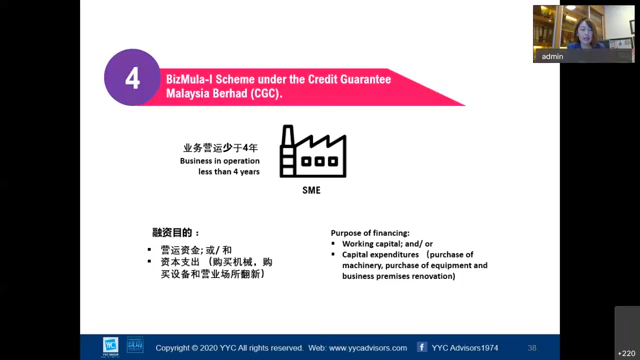 4
BizMula-I Scheme under the Credit Guarantee
Malaysia Berhad (CGC).
业务营运少于4年
Business in operation
less than 4 years
SME
融资目的：
▪ 营运资金; 或/ 和
▪ 资本支出 （购买机械，购
买设备和营业场所翻新）
Purpose of financing:
▪ Working capital; and/ or
▪ Capital expenditures （purchase of
machinery, purchase of equipment and
business premises renovation)
Copyright © 2020 YYC All rights reserved. Web: www.yycadvisors.com f YYC Advisors1974
38
admin
+220